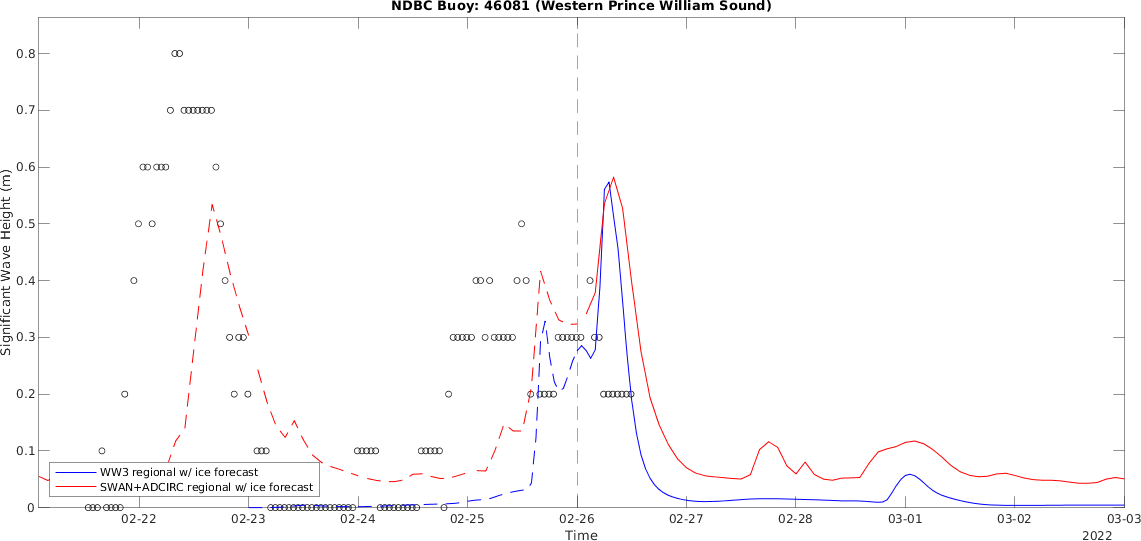 NDBC Buoy: 46081 (Western Prince William Sound)
Significant Wave Height (m)
0.8
0.7
0.6
0.5
0.4
0.3
0.2
0.1
0
WW3 regional w/ ice forecast
SWAN+ADCIRC regional w/ ice forecast
02-22 02-23 02-24 02-25 02-26 02-27 02-28 03-01 03-02 03-03
Time
2022